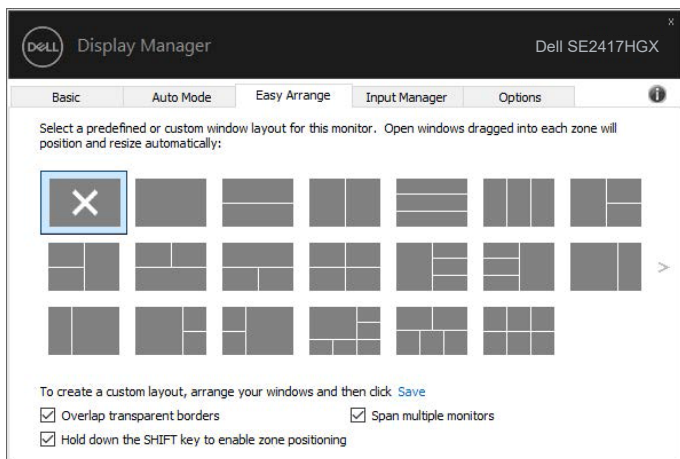 x
DELL
Display Manager
Dell SE2417HGX
Basic
Auto Mode
Easy Arrange
Input Manager
Options
i
Select a predefined or custom window layout for this monitor. Open windows dragged into each zone will
position and resize automatically:
>
To create a custom layout, arrange your windows and then click Save
Overlap transparent borders
Span multiple monitors
Hold down the SHIFT key to enable zone positioning